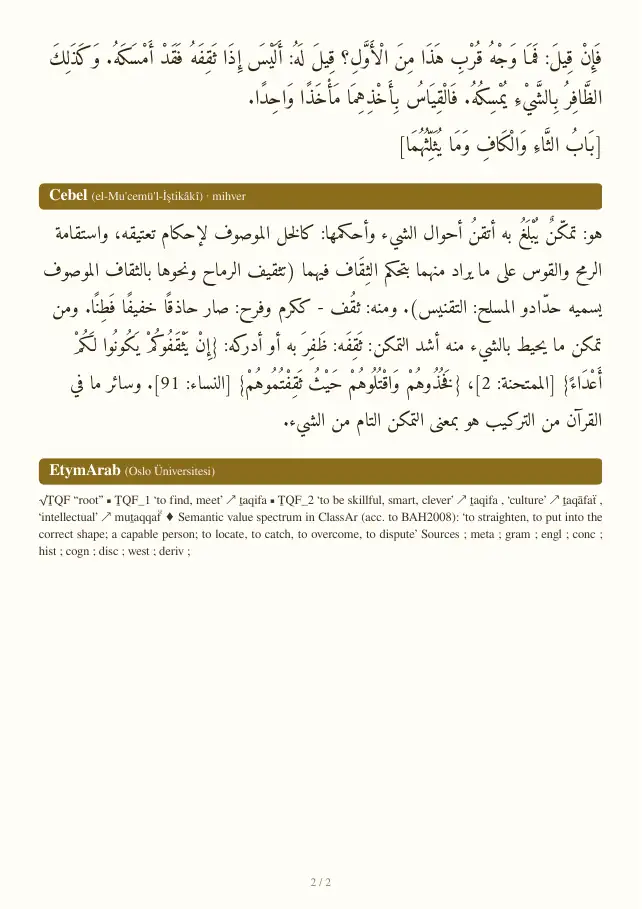 فَإِنْ قِيلَ: فَمَا وَجْهُ قُرْبِ هَذَا مِنَ الْأَوَّلِ؟ قِيلَ لَهُ: أَلَيْسَ إِذَا ثَقِفَهُ فَقَدْ أَمْسَكَهُ. وَكَذَلِكَ
الظَّافِرُ بِالشَّيْءِ يُمْسِكُهُ. فَالْقِيَاسُ بِأَخْذِهِمَا مَأْخَذًا وَاحِدًا.
[بَابُ الثَّاءِ وَالْكَافِ وَمَا يُثَلِّثُهُمَا]
Cebel (el-Mu'cemü'l-İştikâkî) · mihver
هو: تمكّنٌ يُبْلَغُ به أتقنُ أحوال الشيء وأحكمها: كالخل الموصوف لإحكام تعتيقه، واستقامة
الرمح والقوس على ما يراد منهما بتحكم الثِقَاف فيهما (تثقيف الرماح ونحوها بالثقاف الموصوف
يسميه حدّادو المسلح: التقنيس). ومنه: ثقُف - ككرم وفرح: صار حاذقًا خفيفًا فَطِنًا. ومن
تمكن ما يحيط بالشيء منه أشد التمكن: ثَقِفَه: ظَفِرَ به أو أدركه: {إِنْ يَثْقَفُوكُمْ يَكُونُوا لَكُمْ
أَعْدَاءً} [الممتحنة: 2]، {فَخُذُوهُمْ وَاقْتُلُوهُمْ حَيْثُ ثَقِفْتُمُوهُمْ} [النساء: 91]. وسائر ما في
القرآن من التركيب هو بمعنى التمكن التام من الشيء.
EtymArab (Oslo Üniversitesi)
√ṮQF “root” ▪ ṮQF_1 ‘to find, meet’ ↗ ṯaqifa ▪ ṮQF_2 ‘to be skillful, smart, clever’ ↗ ṯaqifa , ‘culture’ ↗ ṯaqāfaẗ ,
‘intellectual’ ↗ muṯaqqaf ♦ Semantic value spectrum in ClassAr (acc. to BAH2008): ‘to straighten, to put into the
correct shape; a capable person; to locate, to catch, to overcome, to dispute’ Sources ; meta ; gram ; engl ; conc ;
hist ; cogn ; disc ; west ; deriv ;
2 / 2